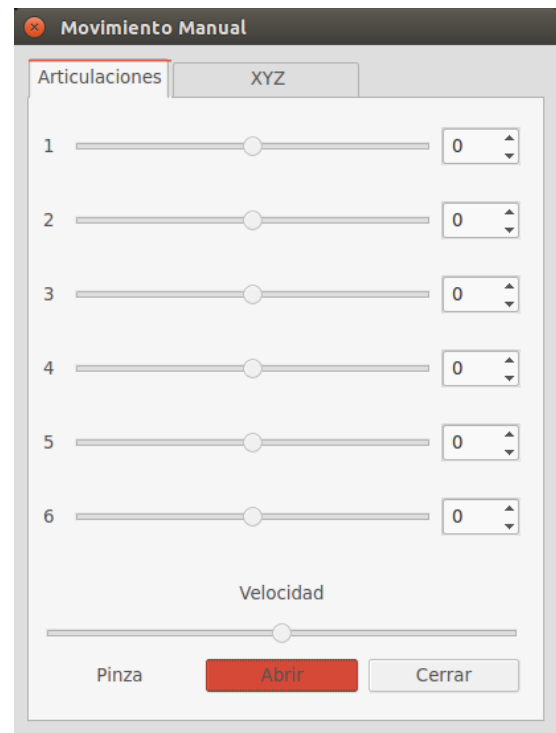 Movimiento Manual
Articulaciones XYZ
1 0
2 0
3 0
4 0
5 0
6 0
Velocidad
Pinza Abrir Cerrar